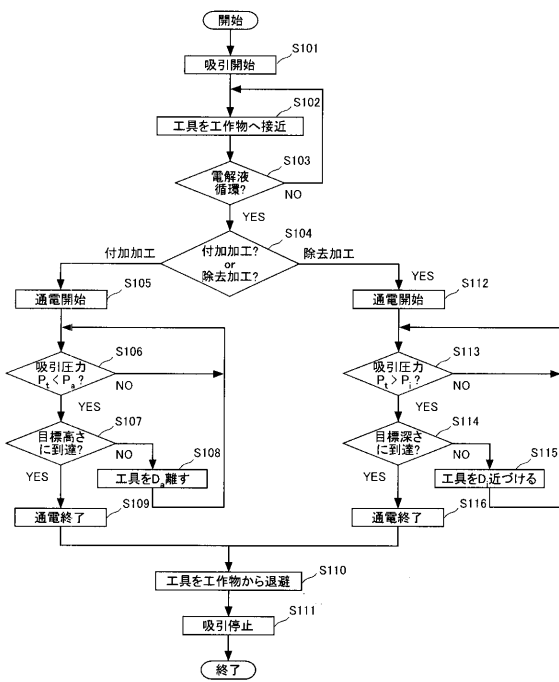 開始
S101
吸引開始
S102
工具を工作物へ接近
S103
電解液
循環?
NO
YES
S104
付加加工?
or
除去加工?
付加加工
除去加工
YES
S105
通電開始
S112
通電開始
S106
吸引圧力
Pt<Pa?
NO
YES
S113
吸引圧力
Pt>Pi?
NO
YES
S107
目標高さ
に到達?
NO
YES
S108
工具をDa離す
S114
目標深さ
に到達?
NO
YES
S115
工具をDi近づける
S109
通電終了
S116
通電終了
S110
工具を工作物から退避
S111
吸引停止
終了